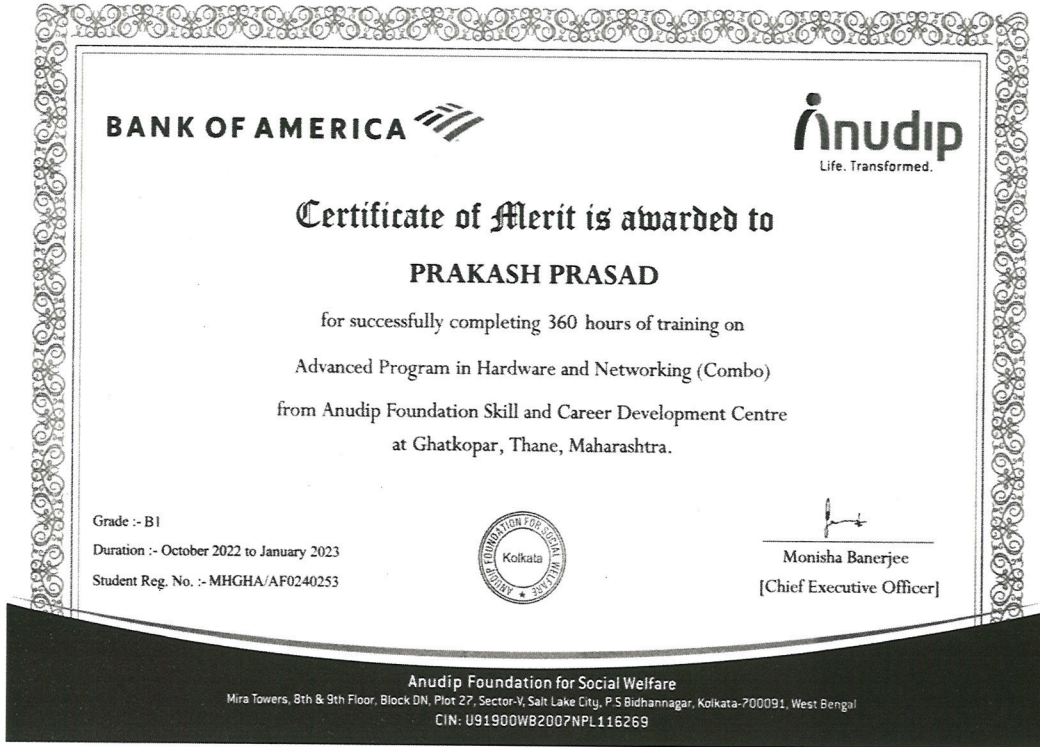 BANK OF AMERICA
Anudip
Life. Transformed.
Certificate of Merit is awarded to
PRAKASH PRASAD
for successfully completing 360 hours of training on
Advanced Program in Hardware and Networking (Combo)
from Anudip Foundation Skill and Career Development Centre
at Ghatkopar, Thane, Maharashtra.
Grade :- B1
Duration :- October 2022 to January 2023
Student Reg. No. :- MHGHA/AF0240253
ANUDIP FOUNDATION FOR SOCIAL WELFARE
Kolkata
Monisha Banerjee
[Chief Executive Officer]
Anudip Foundation for Social Welfare
Mira Towers, 8th & 9th Floor, Block DN, Plot 27, Sector-V, Salt Lake City, P.S Bidhannagar, Kolkata-700091, West Bengal
CIN: U91900WB2007NPL116269